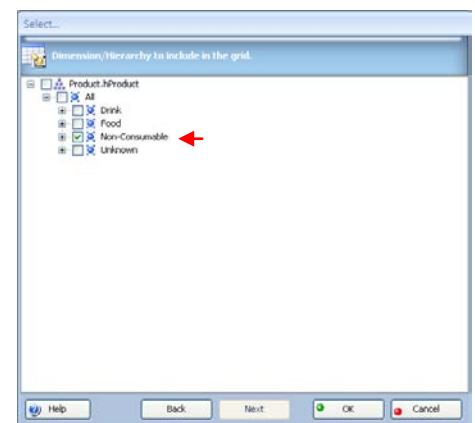 Select...
Dimension/Hierarchy to include in the grid.
Product.hProduct
All
Drink
Food
Non-Consumable
Unknown
Help Back Next OK Cancel